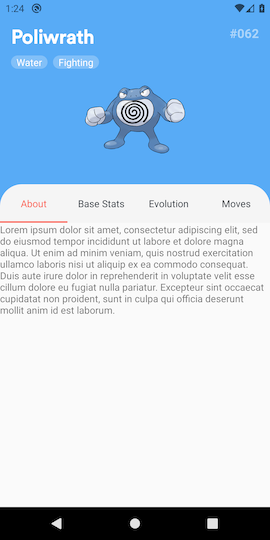 1:24
Poliwrath
#062
Water Fighting
About Base Stats Evolution Moves
Lorem ipsum dolor sit amet, consectetur adipiscing elit, sed
do eiusmod tempor incididunt ut labore et dolore magna
aliqua. Ut enim ad minim veniam, quis nostrud exercitation
ullamco laboris nisi ut aliquip ex ea commodo consequat.
Duis aute irure dolor in reprehenderit in voluptate velit esse
cillum dolore eu fugiat nulla pariatur. Excepteur sint occaecat
cupidatat non proident, sunt in culpa qui officia deserunt
mollit anim id est laborum.